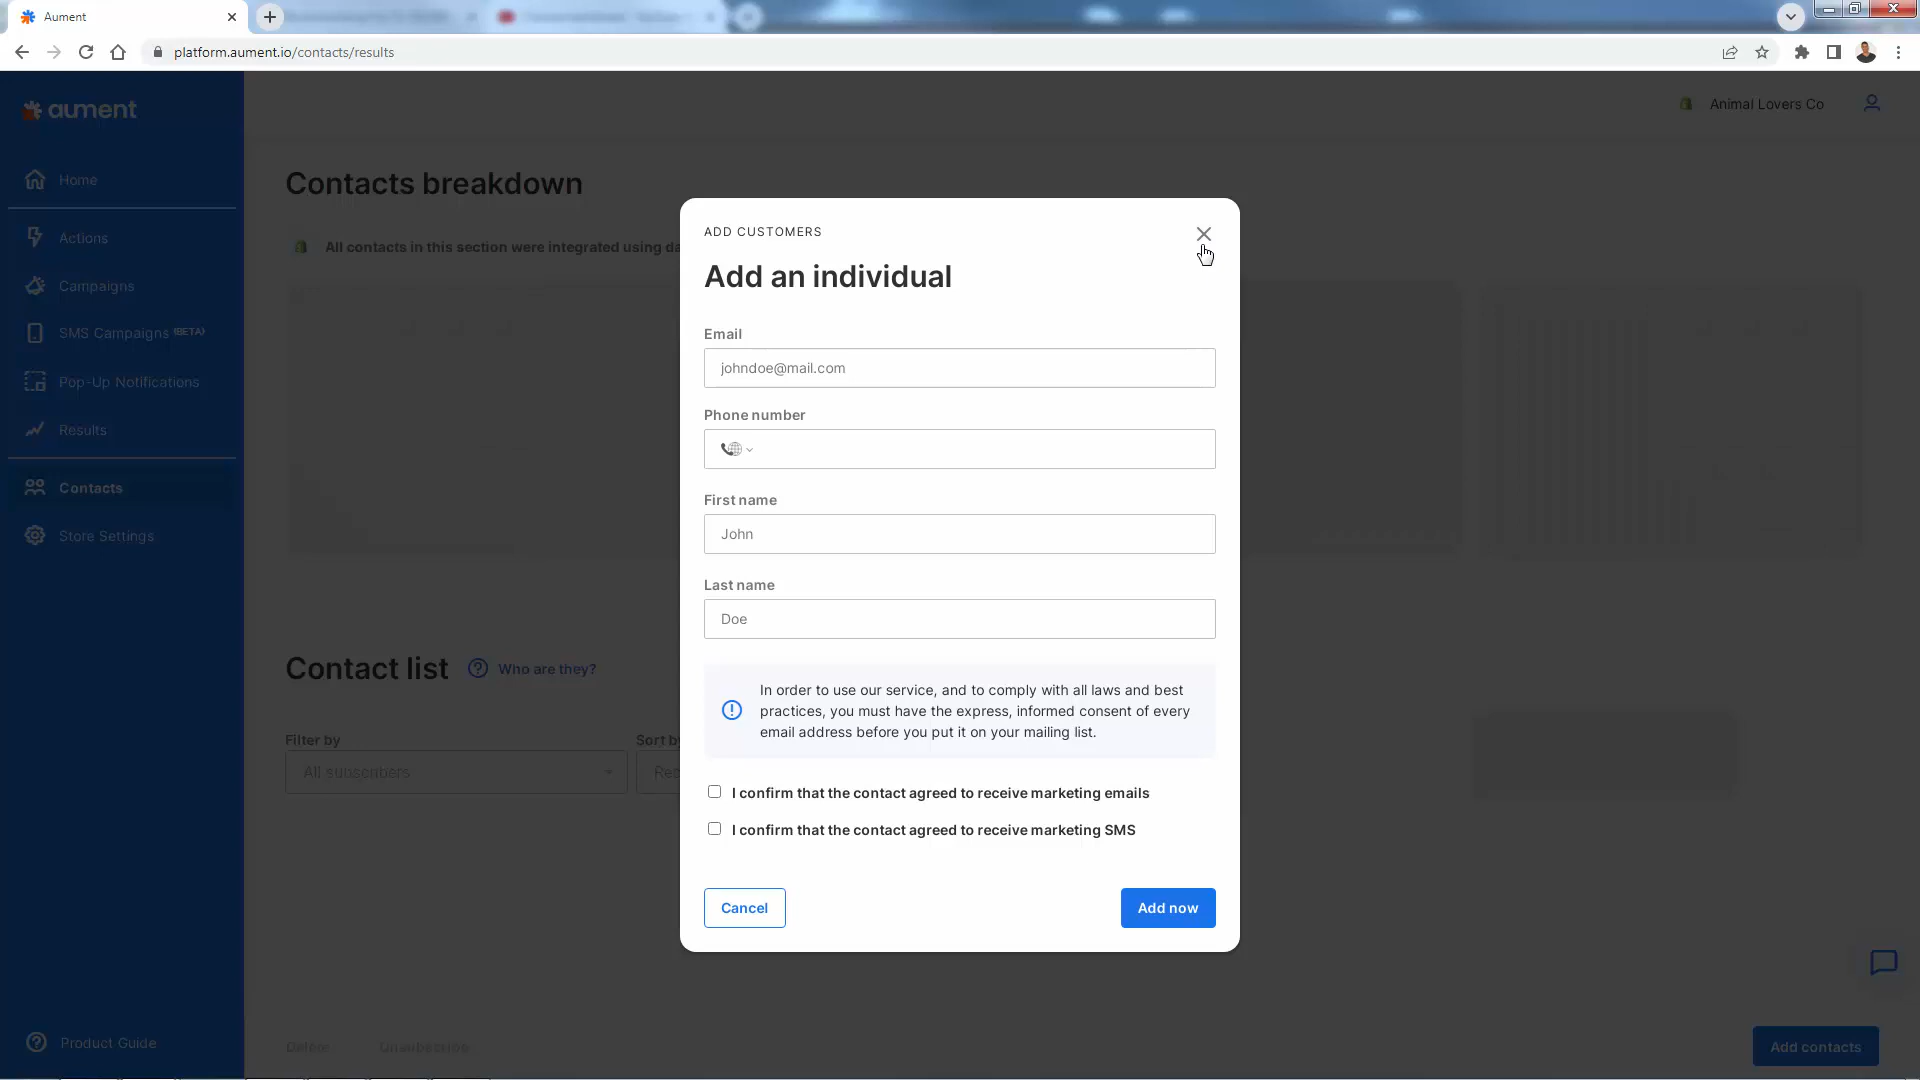 Aument
platform.aument.io/contacts/results
aument
Animal Lovers Co
Home
Actions
Campaigns
SMS Campaigns (BETA)
Pop-Up Notifications
Results
Contacts
Store Settings
Product Guide
Contacts breakdown
All contacts in this section were integrated using da
Contact list
Who are they?
Filter by
Sort by
All subscribers
Rec
ADD CUSTOMERS
Add an individual
Email
johndoe@mail.com
Phone number
First name
John
Last name
Doe
In order to use our service, and to comply with all laws and best
practices, you must have the express, informed consent of every
email address before you put it on your mailing list.
I confirm that the contact agreed to receive marketing emails
I confirm that the contact agreed to receive marketing SMS
Cancel
Add now
Delete
Unsubscribe
Add contacts